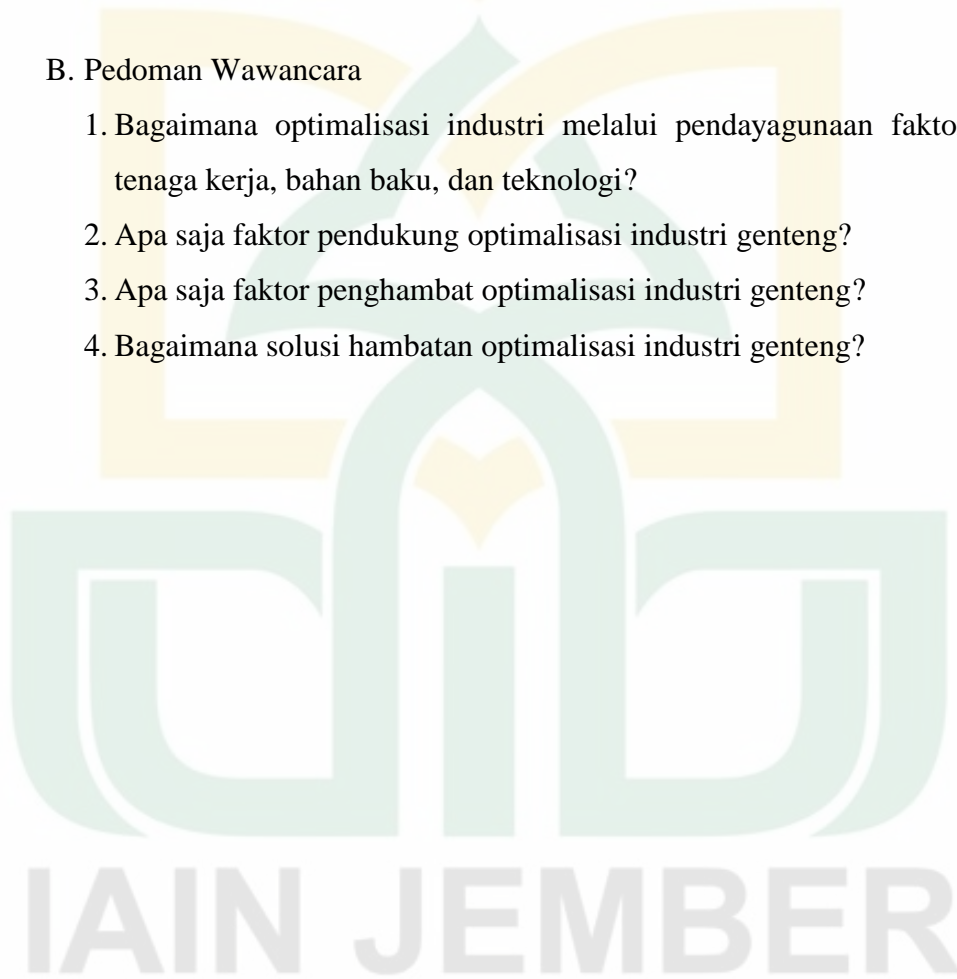 B. Pedoman Wawancara
1. Bagaimana optimalisasi industri melalui pendayagunaan fakto
tenaga kerja, bahan baku, dan teknologi?
2. Apa saja faktor pendukung optimalisasi industri genteng?
3. Apa saja faktor penghambat optimalisasi industri genteng?
4. Bagaimana solusi hambatan optimalisasi industri genteng?
IAIN JEMBER